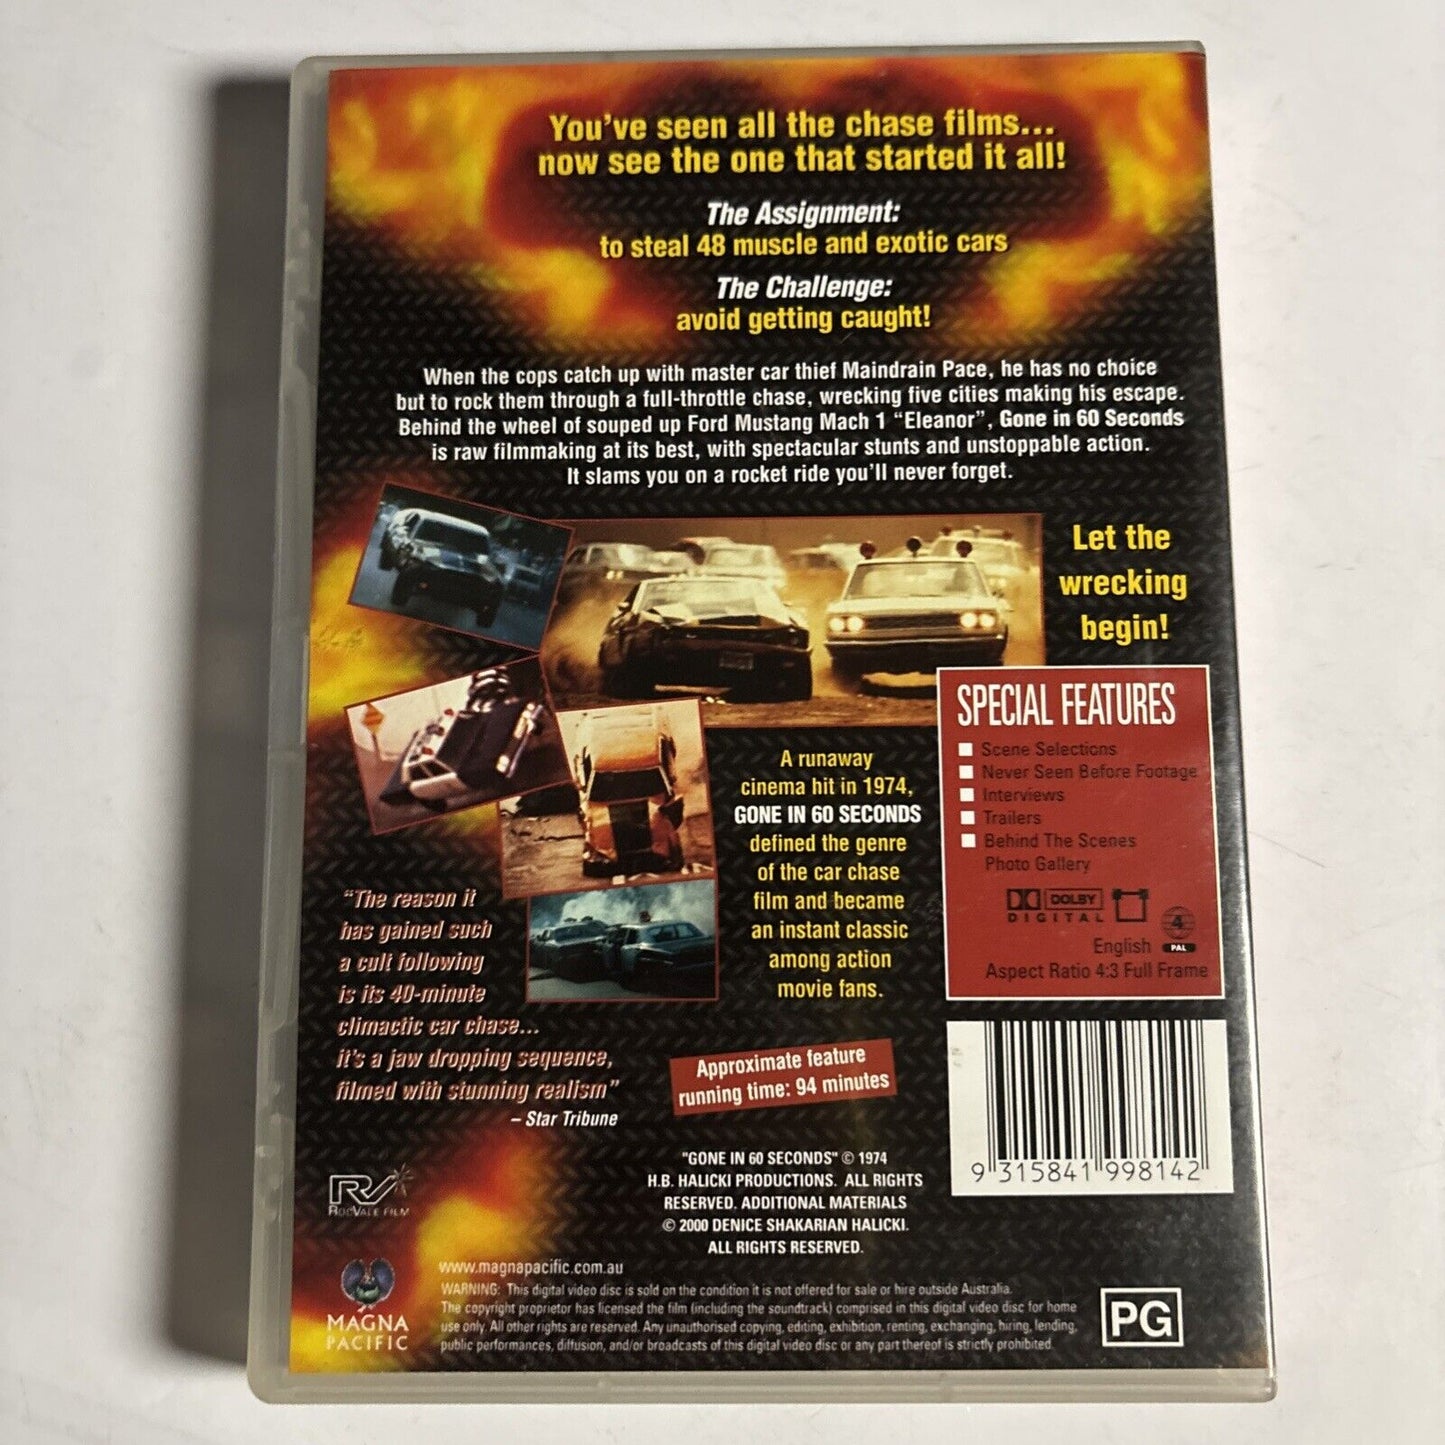 You've seen all the chase films...
now see the one that started it all!
The Assignment:
to steal 48 muscle and exotic cars
The Challenge:
avoid getting caught!
When the cops catch up with master car thief Maindrain Pace, he has no choice
but to rock them through a full-throttle chase, wrecking five cities making his escape.
Behind the wheel of souped up Ford Mustang Mach 1 “Eleanor”, Gone in 60 Seconds
is raw filmmaking at its best, with spectacular stunts and unstoppable action.
It slams you on a rocket ride you'll never forget.
Let the
wrecking
begin!
SPECIAL FEATURES
Scene Selections
Never Seen Before Footage
Interviews
Trailers
Behind The Scenes
Photo Gallery
DOLBY
DIGITAL
4
English PAL
Aspect Ratio 4:3 Full Frame
A runaway
cinema hit in 1974,
GONE IN 60 SECONDS
defined the genre
of the car chase
film and became
an instant classic
among action
movie fans.
“The reason it
has gained such
a cult following
is its 40-minute
climactic car chase...
it's a jaw dropping sequence,
filmed with stunning realism”
– Star Tribune
Approximate feature
running time: 94 minutes
9 315841 998142
"GONE IN 60 SECONDS" © 1974
H.B. HALICKI PRODUCTIONS. ALL RIGHTS
RESERVED. ADDITIONAL MATERIALS
© 2000 DENICE SHAKARIAN HALICKI.
ALL RIGHTS RESERVED.
RV
ROCVALE FILM
MAGNA
PACIFIC
www.magnapacific.com.au
WARNING: This digital video disc is sold on the condition it is not offered for sale or hire outside Australia.
The copyright proprietor has licensed the film (including the soundtrack) comprised in this digital video disc for home
use only. All other rights are reserved. Any unauthorised copying, editing, exhibition, renting, exchanging, hiring, lending,
public performances, diffusion, and/or broadcasts of this digital video disc or any part thereof is strictly prohibited.
PG